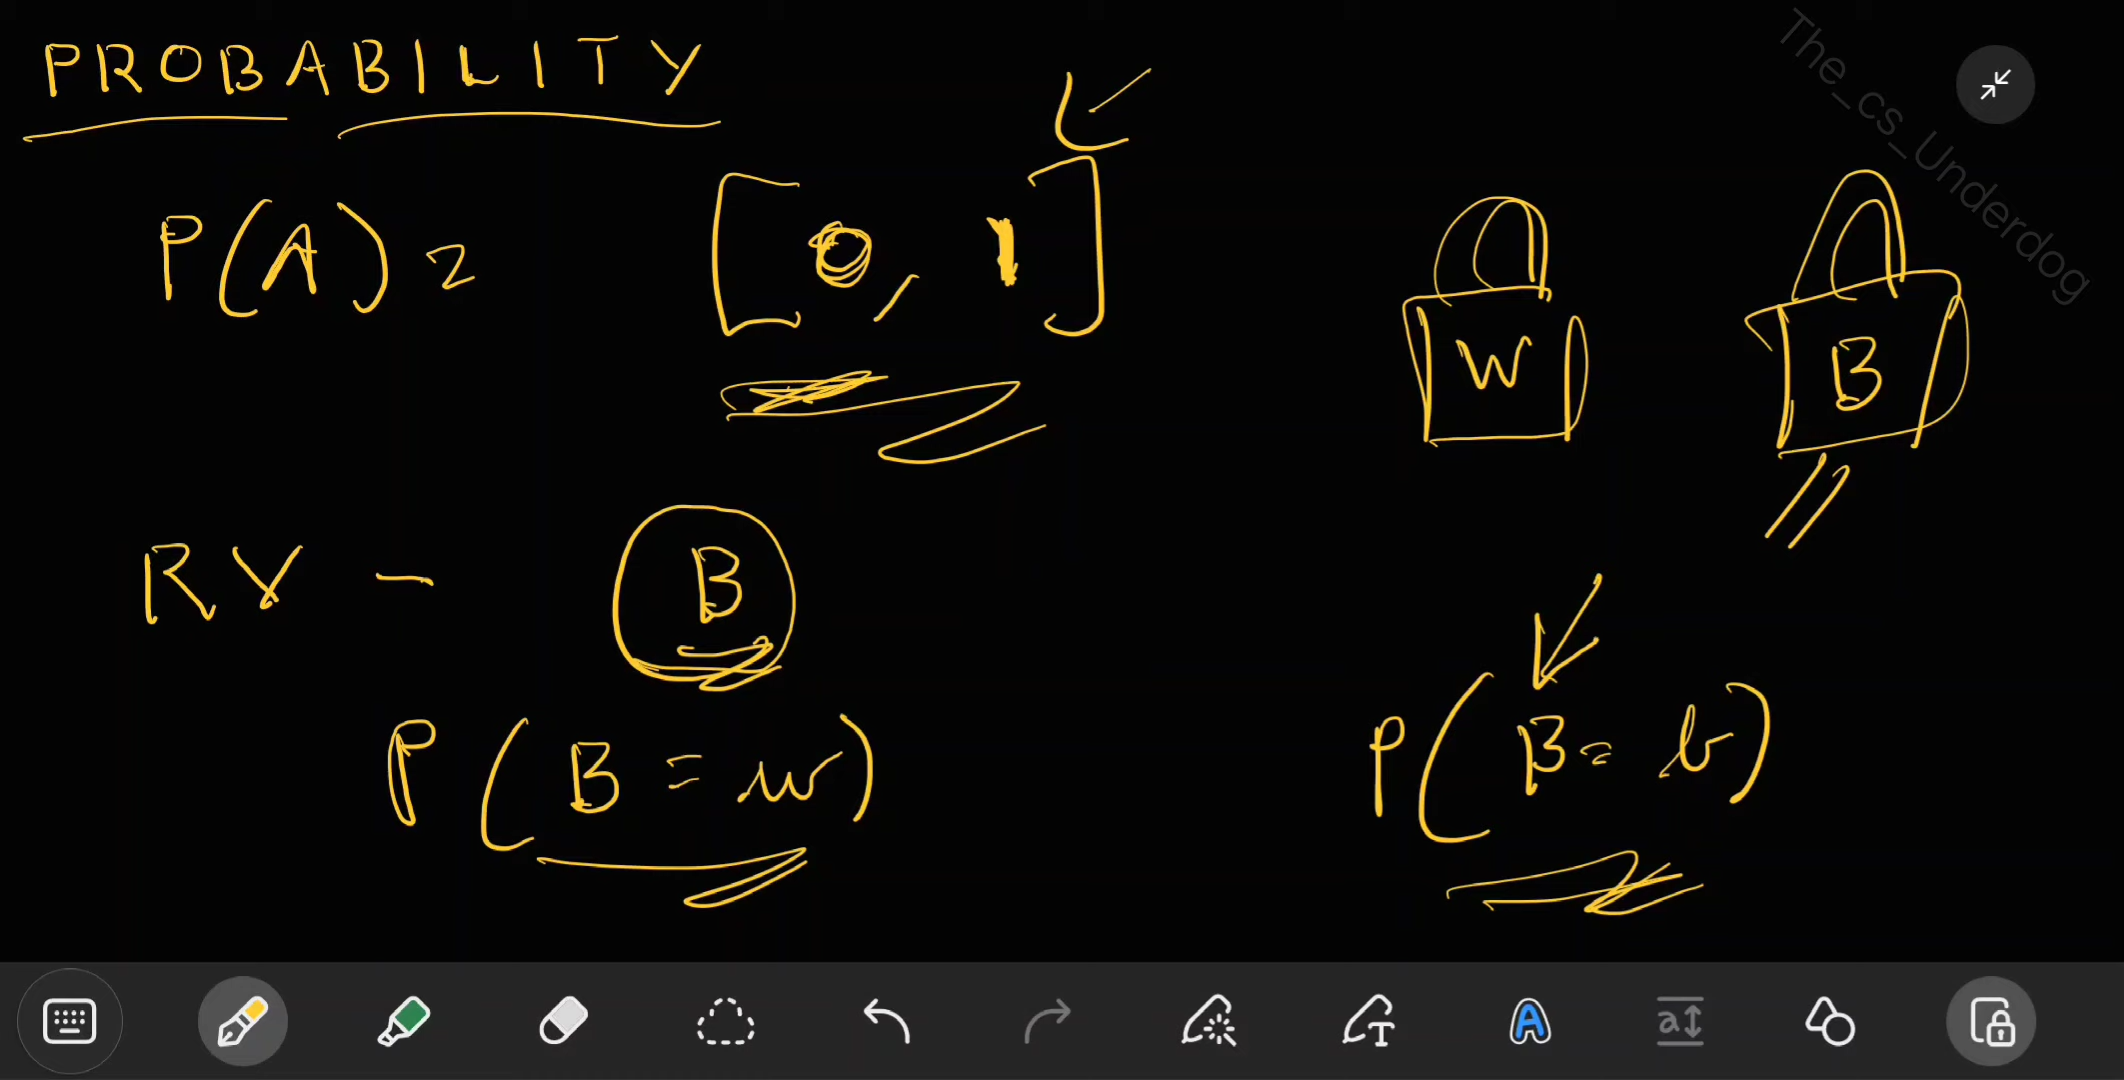 PROBABILITY
P(A) = [0, 1]
W B
RV - B
P(B = w) P(B = b)
The_cs_Underdog